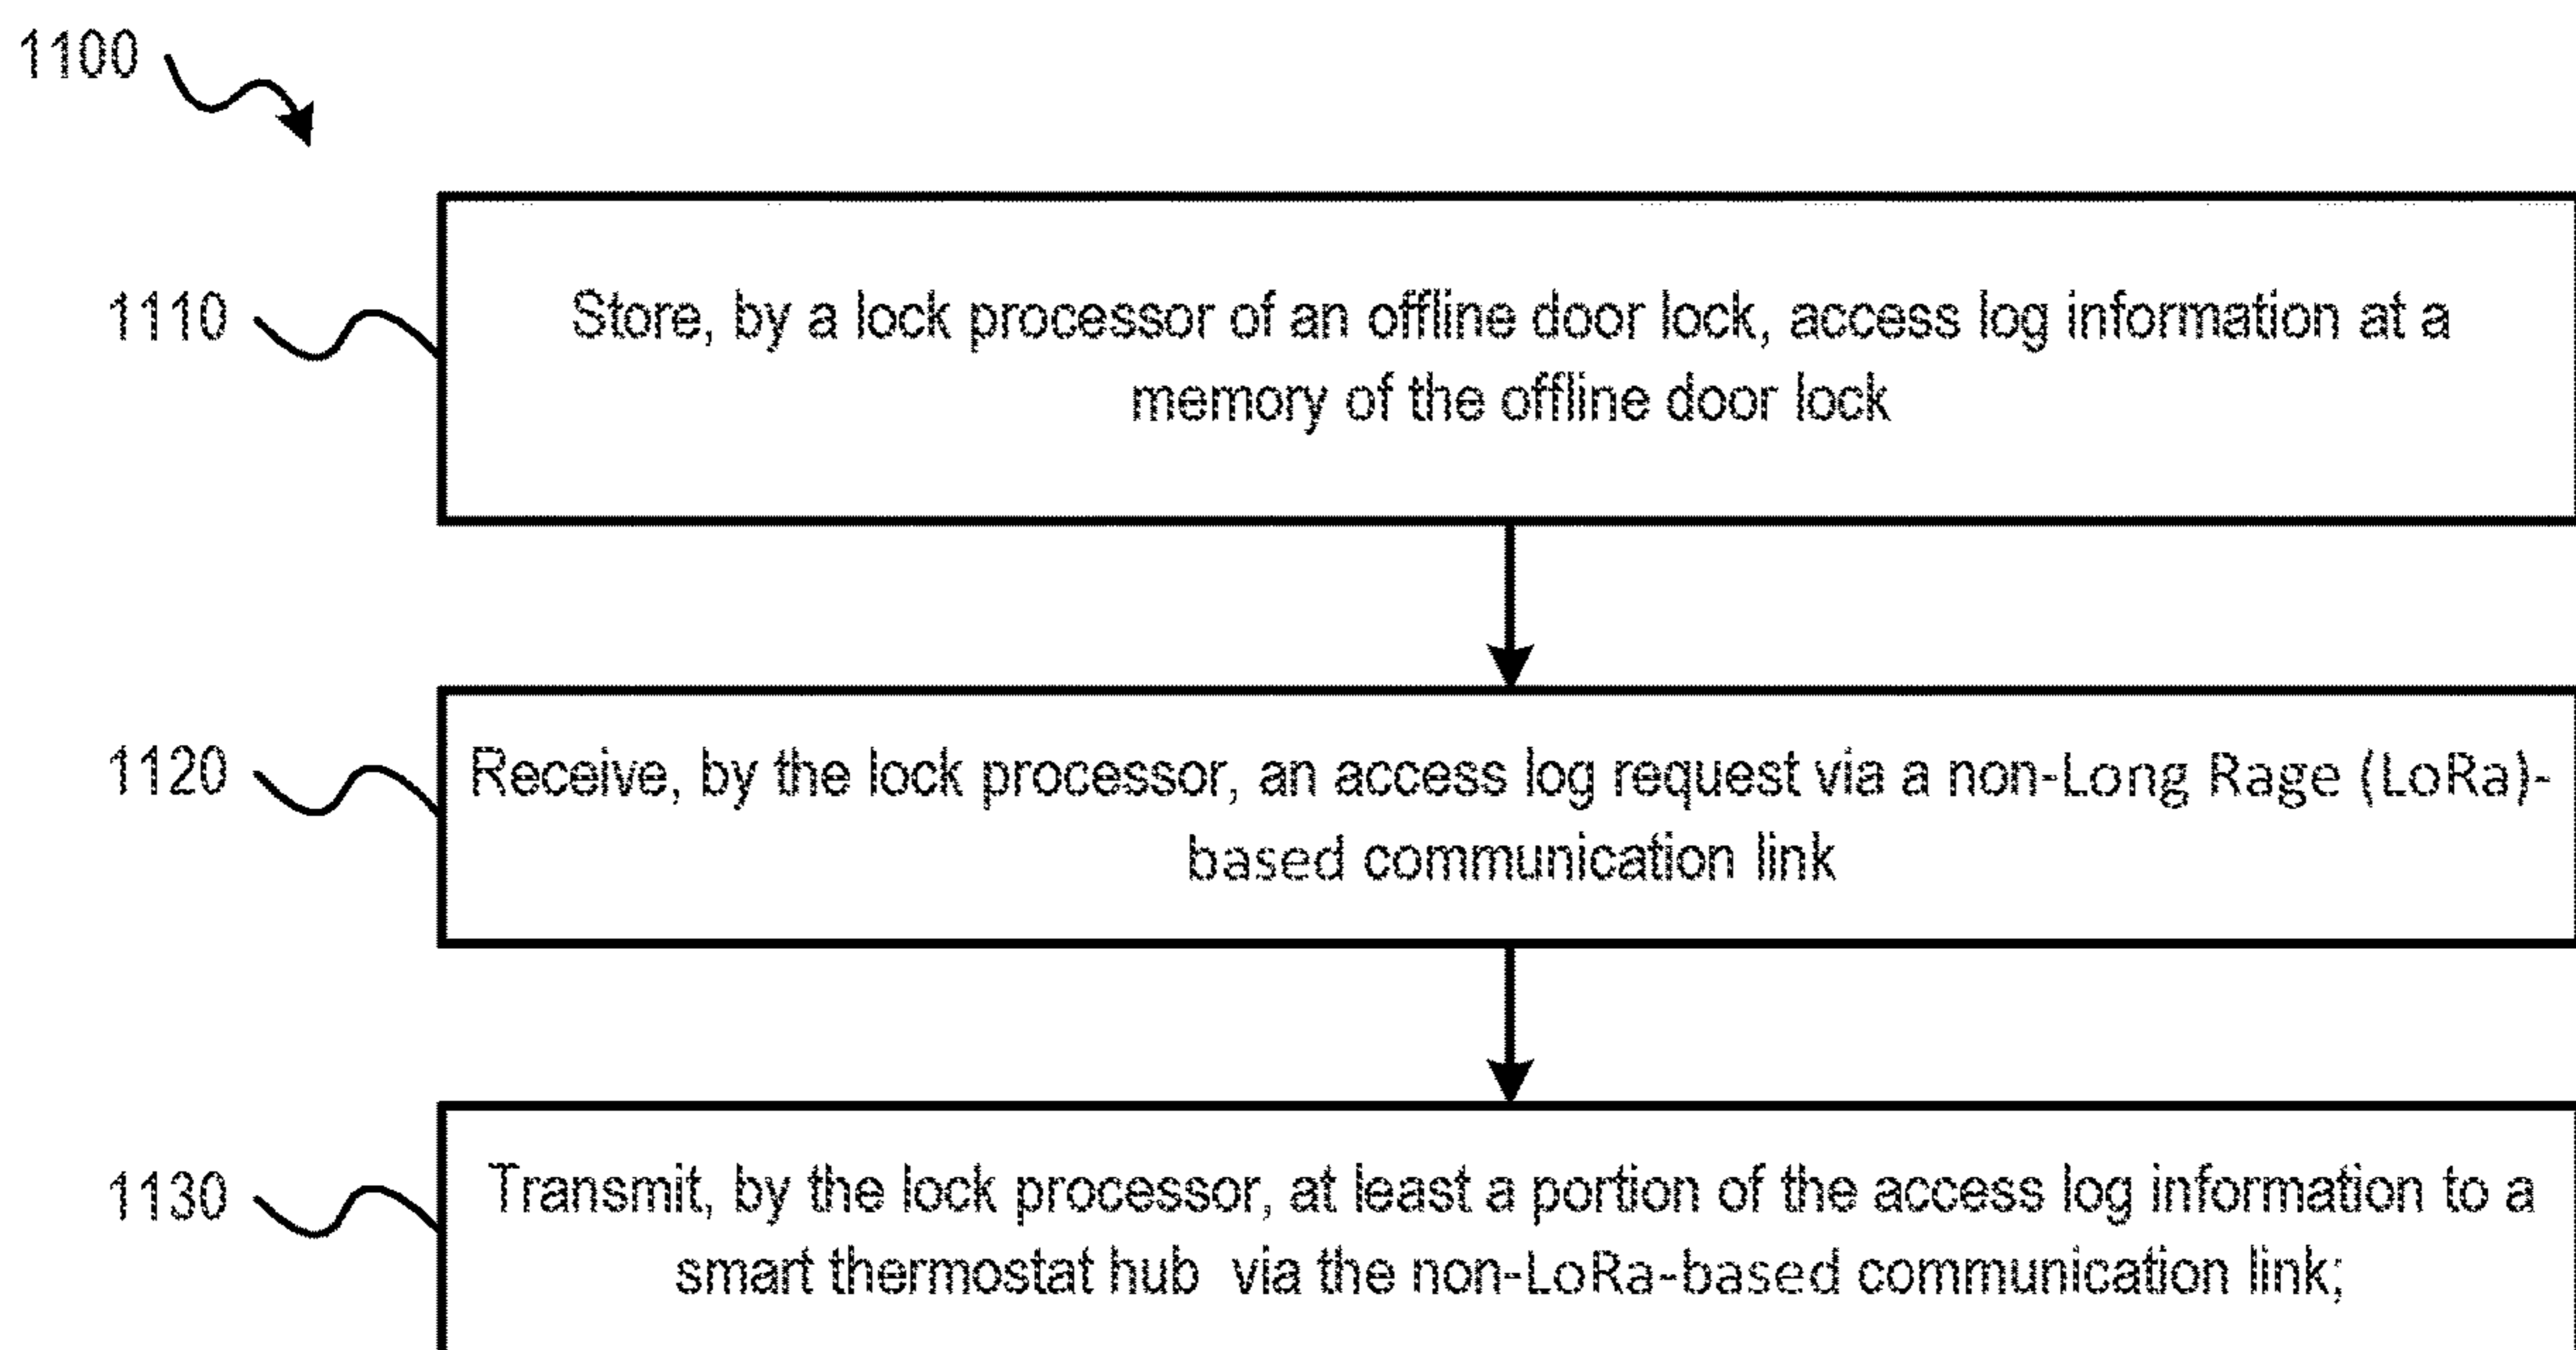 1100
1110
Store, by a lock processor of an offline door lock, access log information at a
memory of the offline door lock
1120
Receive, by the lock processor, an access log request via a non-Long Rage (LoRa)-
based communication link
1130
Transmit, by the lock processor, at least a portion of the access log information to a
smart thermostat hub via the non-LoRa-based communication link;